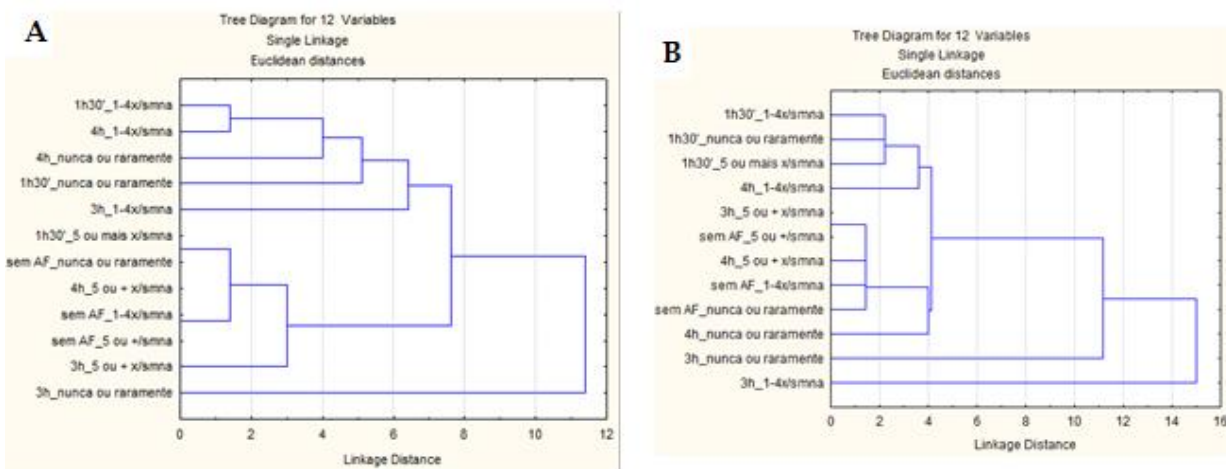 A
Tree Diagram for 12 Variables
Single Linkage
Euclidean distances
1h30'_1-4x/smna
4h_1-4x/smna
4h_nunca ou raramente
1h30'_nunca ou raramente
3h_1-4x/smna
1h30'_5 ou mais x/smna
sem AF_nunca ou raramente
4h_5 ou + x/smna
sem AF_1-4x/smna
sem AF_5 ou +/smna
3h_5 ou + x/smna
3h_nunca ou raramente
0 2 4 6 8 10 12
Linkage Distance
B
Tree Diagram for 12 Variables
Single Linkage
Euclidean distances
1h30'_1-4x/smna
1h30'_nunca ou raramente
1h30'_5 ou mais x/smna
4h_1-4x/smna
3h_5 ou + x/smna
sem AF_5 ou +/smna
4h_5 ou + x/smna
sem AF_1-4x/smna
sem AF_nunca ou raramente
4h_nunca ou raramente
3h_nunca ou raramente
3h_1-4x/smna
0 2 4 6 8 10 12 14 16
Linkage Distance